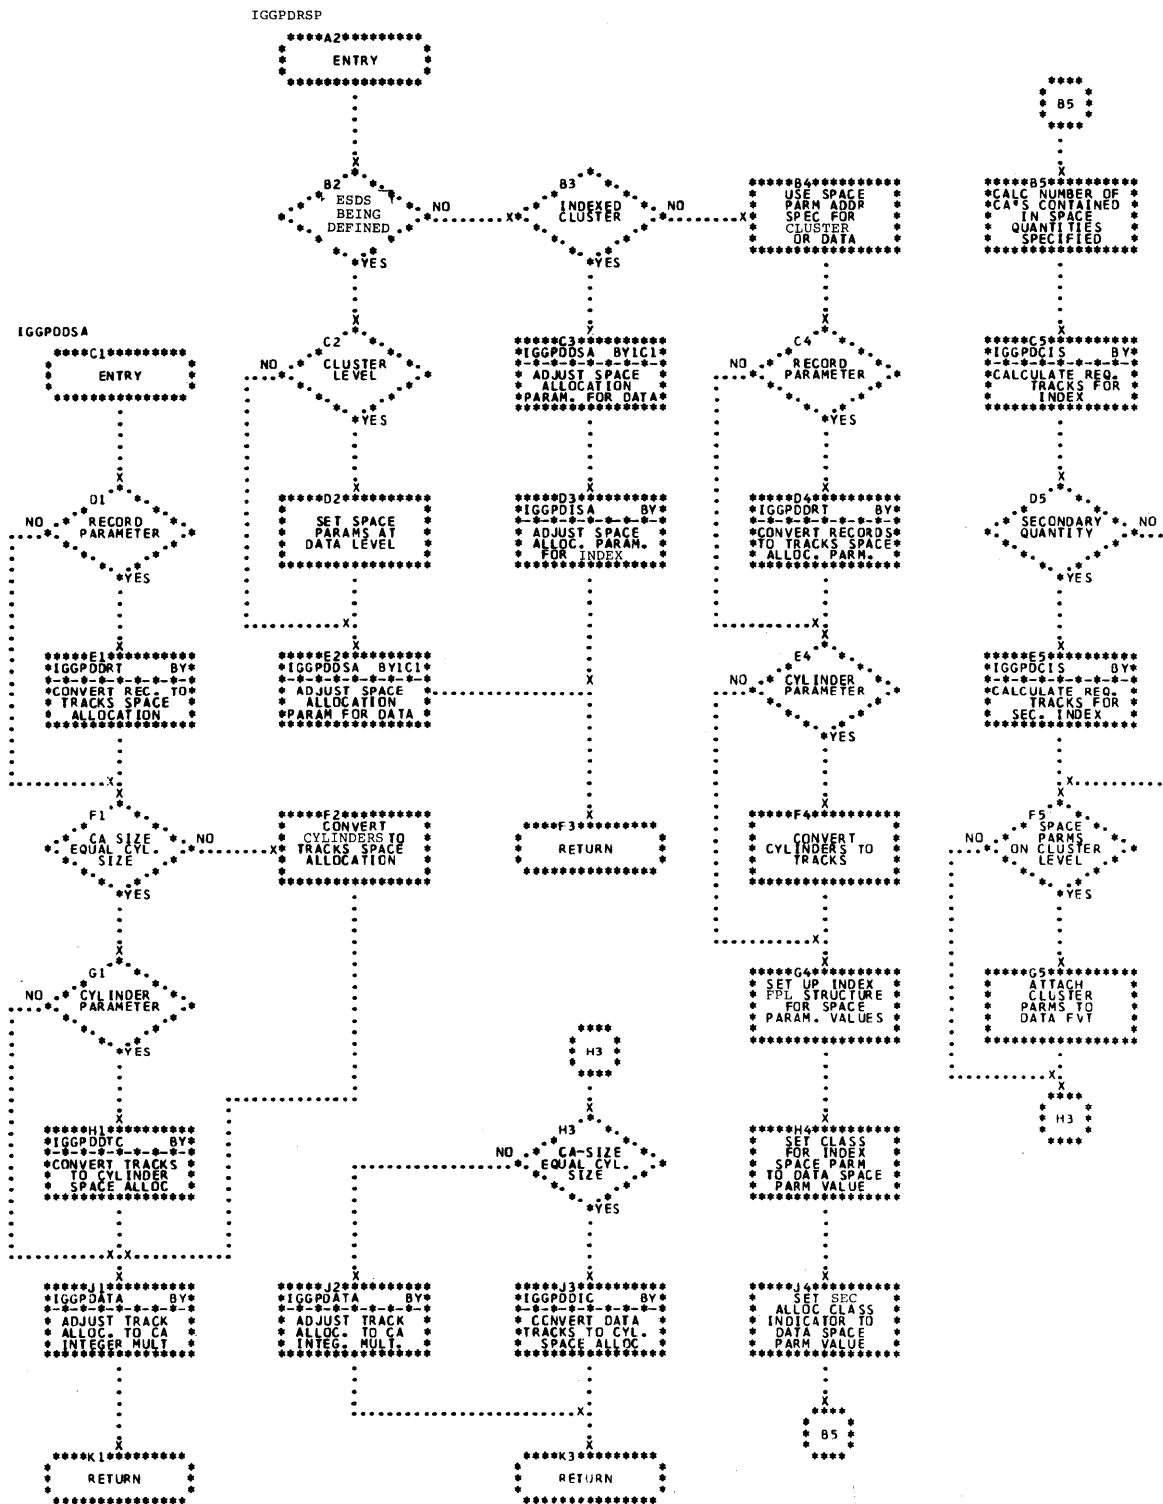 IGGPDRSP
A2
ENTRY
B5
B2
ESDS
BEING
DEFINED
NO
YES
B3
INDEXED
CLUSTER
NO
YES
B4
USE SPACE
PARM ADDR
SPEC FOR
CLUSTER
OR DATA
B5
CALC NUMBER OF
CA'S CONTAINED
IN SPACE
QUANTITIES
SPECIFIED
IGGPDDSA
C1
ENTRY
C2
NO
CLUSTER
LEVEL
YES
C3
IGGPDDSA BY1C1
ADJUST SPACE
ALLOCATION
PARAM. FOR DATA
C4
NO
RECORD
PARAMETER
YES
C5
IGGPDCIS BY
CALCULATE REQ.
TRACKS FOR
INDEX
D1
NO
RECORD
PARAMETER
YES
D2
SET SPACE
PARAMS AT
DATA LEVEL
D3
IGGPDISA BY
ADJUST SPACE
ALLOC. PARAM.
FOR INDEX
D4
IGGPDDRT BY
CONVERT RECORDS
TO TRACKS SPACE
ALLOC. PARM.
D5
SECONDARY
QUANTITY
NO
YES
E1
IGGPDDRT BY
CONVERT REC. TO
TRACKS SPACE
ALLOCATION
E2
IGGPDDSA BY1C1
ADJUST SPACE
ALLOCATION
PARAM FOR DATA
E4
NO
CYLINDER
PARAMETER
YES
E5
IGGPDCIS BY
CALCULATE REQ.
TRACKS FOR
SEC. INDEX
F1
CA SIZE
EQUAL CYL.
SIZE
NO
YES
F2
CONVERT
CYLINDERS TO
TRACKS SPACE
ALLOCATION
F3
RETURN
F4
CONVERT
CYLINDERS TO
TRACKS
F5
NO
SPACE
PARMS
ON CLUSTER
LEVEL
YES
G1
NO
CYLINDER
PARAMETER
YES
G4
SET UP INDEX
FPL STRUCTURE
FOR SPACE
PARAM. VALUES
G5
ATTACH
CLUSTER
PARMS TO
DATA FVT
H3
H3
H1
IGGPDDTC BY
CONVERT TRACKS
TO CYLINDER
SPACE ALLOC
H3
NO
CA-SIZE
EQUAL CYL.
SIZE
YES
H4
SET CLASS
FOR INDEX
SPACE PARM
TO DATA SPACE
PARM VALUE
J1
IGGPDATA BY
ADJUST TRACK
ALLOC. TO CA
INTEGER MULT
J2
IGGPDATA BY
ADJUST TRACK
ALLOC. TO CA
INTEG. MULT.
J3
IGGPDDIC BY
CONVERT DATA
TRACKS TO CYL.
SPACE ALLOC
J4
SET SEC
ALLOC CLASS
INDICATOR TO
DATA SPACE
PARM VALUE
B5
K1
RETURN
K3
RETURN